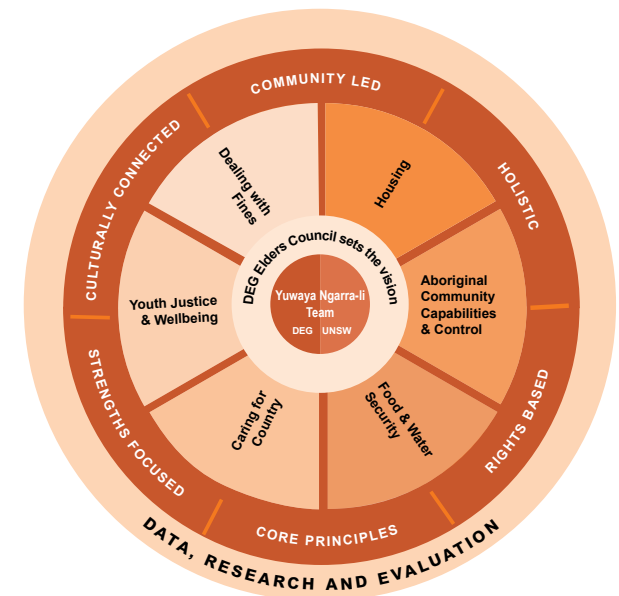 COMMUNITY LED
HOLISTIC
RIGHTS BASED
CORE PRINCIPLES
STRENGTHS FOCUSED
CULTURALLY CONNECTED
Dealing with
Fines
Housing
Aboriginal
Community
Capabilities
& Control
Food & Water
Security
Caring for
Country
Youth Justice
& Wellbeing
DEG Elders Council sets the vision
Yuwaya Ngarra-li
Team
DEG UNSW
DATA, RESEARCH AND EVALUATION